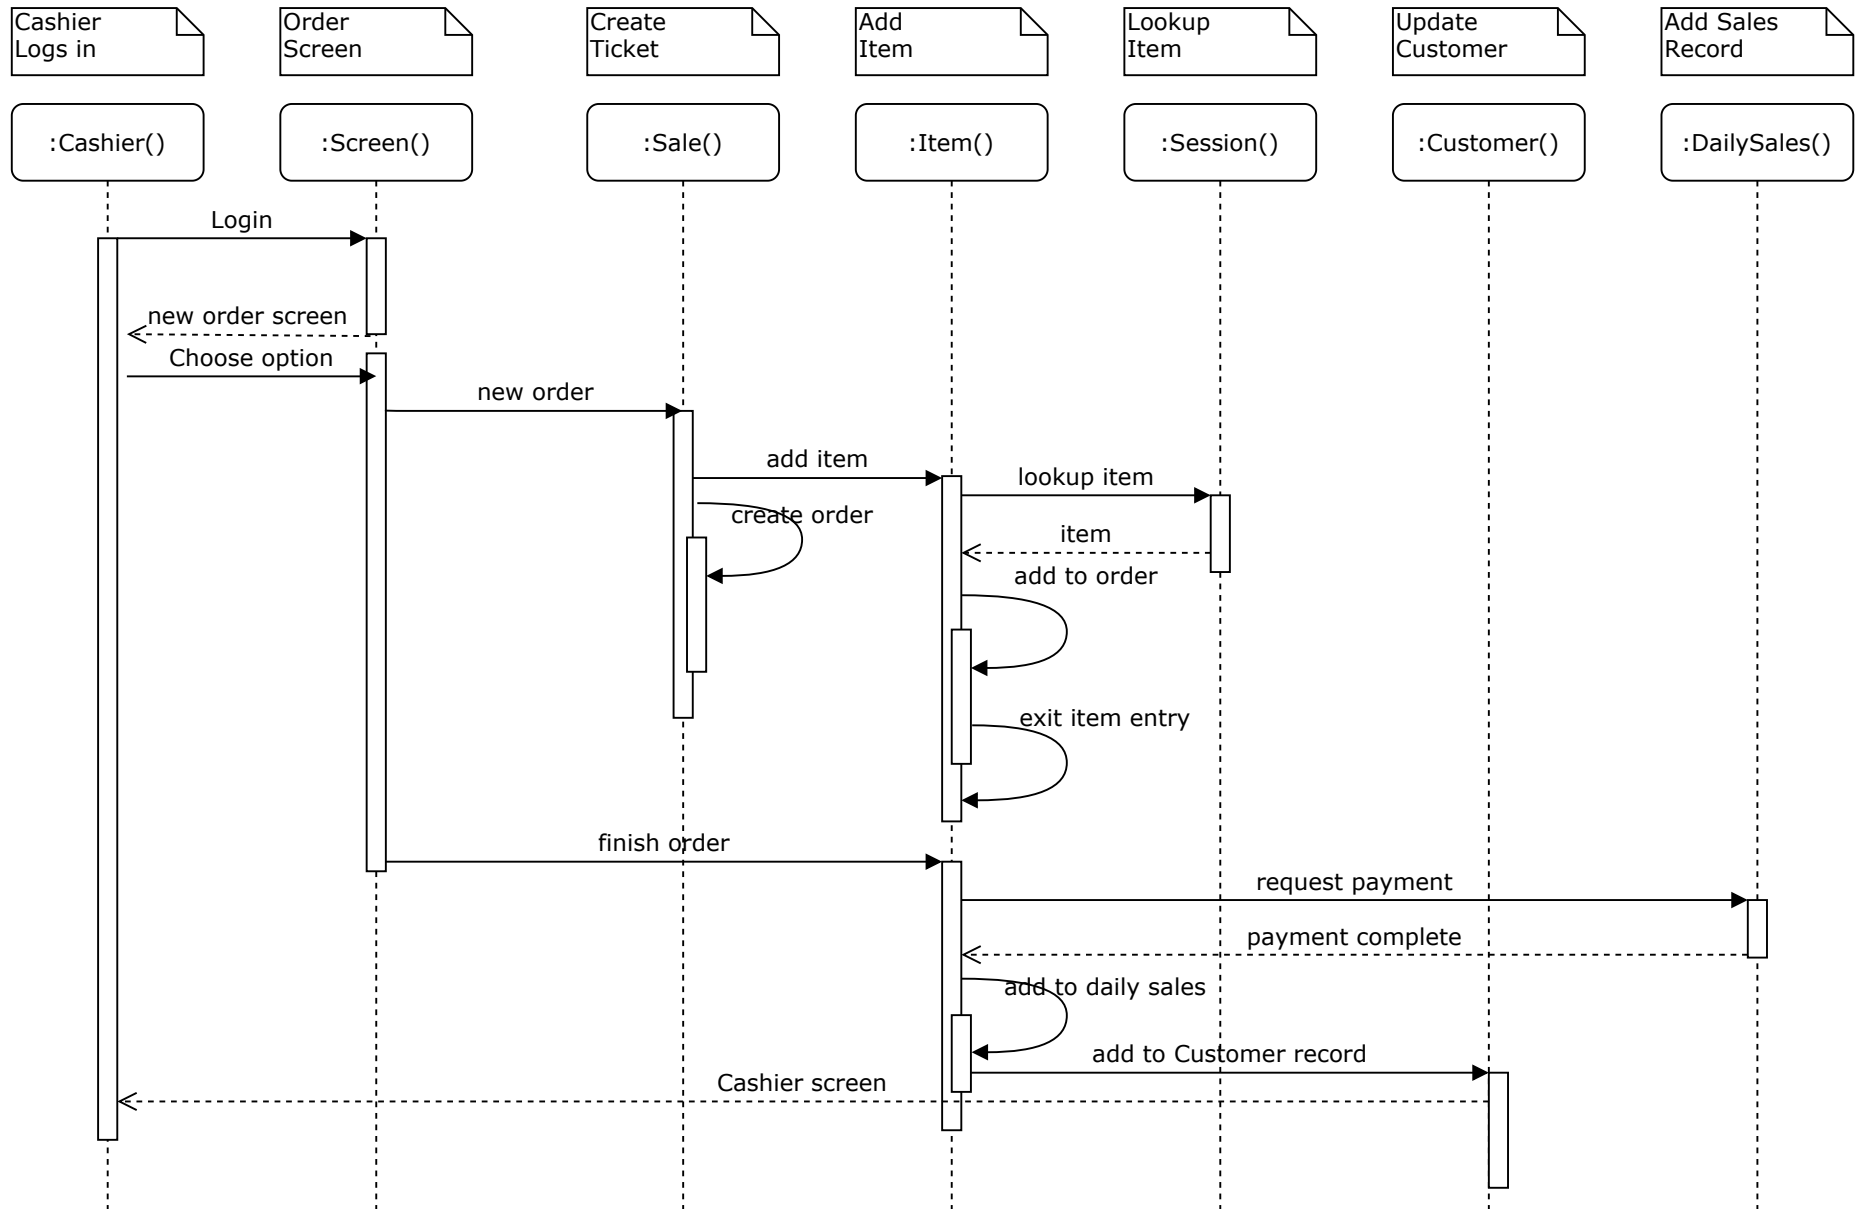 Cashier
Logs in
Order
Screen
Create
Ticket
Add
Item
Lookup
Item
Update
Customer
Add Sales
Record
:Cashier()
:Screen()
:Sale()
:Item()
:Session()
:Customer()
:DailySales()
Login
new order screen
Choose option
new order
add item
lookup item
create order
item
add to order
exit item entry
finish order
request payment
payment complete
add to daily sales
add to Customer record
Cashier screen